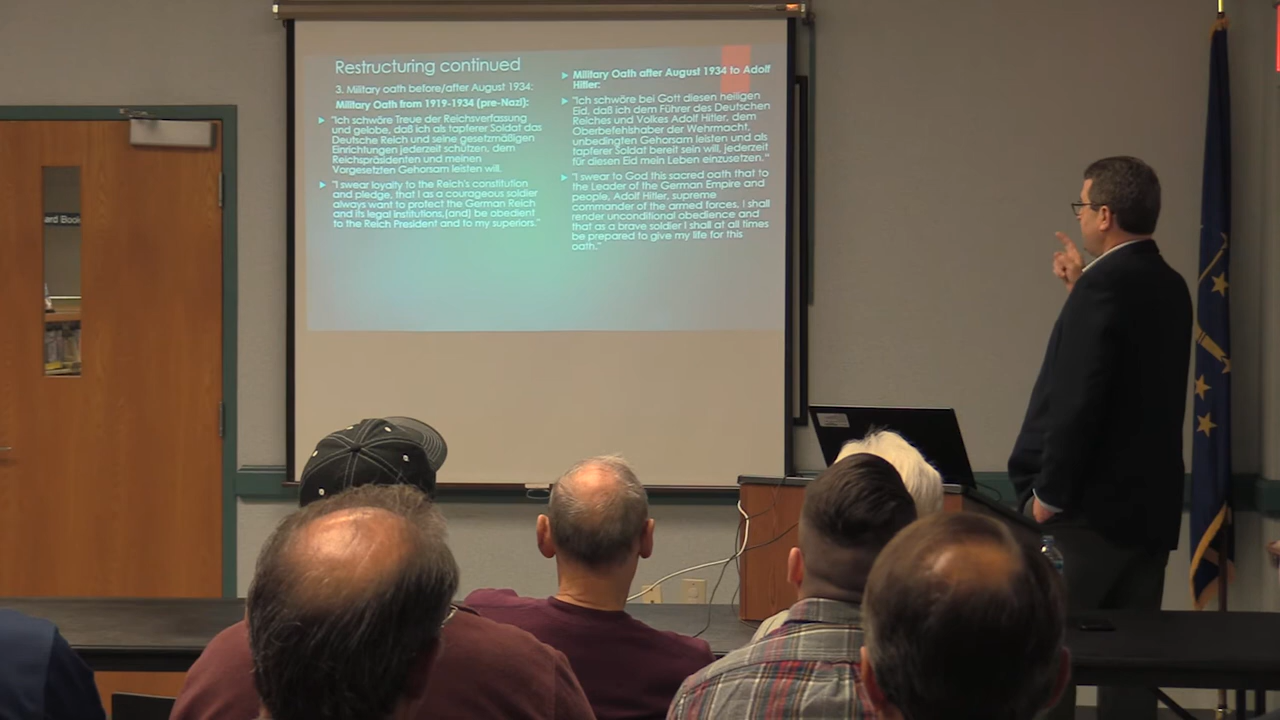 Restructuring continued
3. Military oath before/after August 1934:
Military Oath from 1919-1934 (pre-Nazi):
"Ich schwöre Treue der Reichsverfassung
und gelobe, daß ich als tapferer Soldat das
Deutsche Reich und seine gesetzmäßigen
Einrichtungen jederzeit schützen, dem
Reichspräsidenten und meinen
Vorgesetzten Gehorsam leisten will.
"I swear loyalty to the Reich's constitution
and pledge, that I as a courageous soldier
always want to protect the German Reich
and its legal institutions,(and) be obedient
to the Reich President and to my superiors."
Military Oath after August 1934 to Adolf
Hitler:
"Ich schwöre bei Gott diesen heiligen
Eid, daß ich dem Führer des Deutschen
Reiches und Volkes Adolf Hitler, dem
Oberbefehlshaber der Wehrmacht,
unbedingten Gehorsam leisten und als
tapferer Soldat bereit sein will, jederzeit
für diesen Eid mein Leben einzusetzen."
"I swear to God this sacred oath that to
the Leader of the German Empire and
people, Adolf Hitler, supreme
commander of the armed forces, I shall
render unconditional obedience and
that as a brave soldier I shall at all times
be prepared to give my life for this
oath."
ard Book